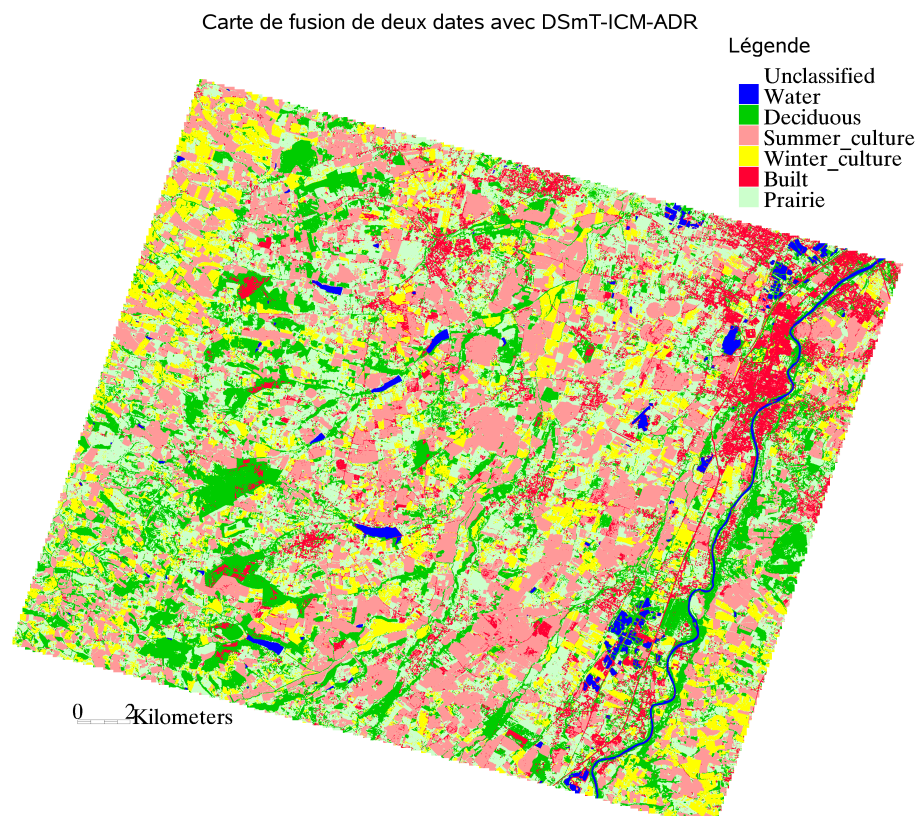 Carte de fusion de deux dates avec DSmT-ICM-ADR
Légende
Unclassified
Water
Deciduous
Summer_culture
Winter_culture
Built
Prairie
0 2 Kilometers